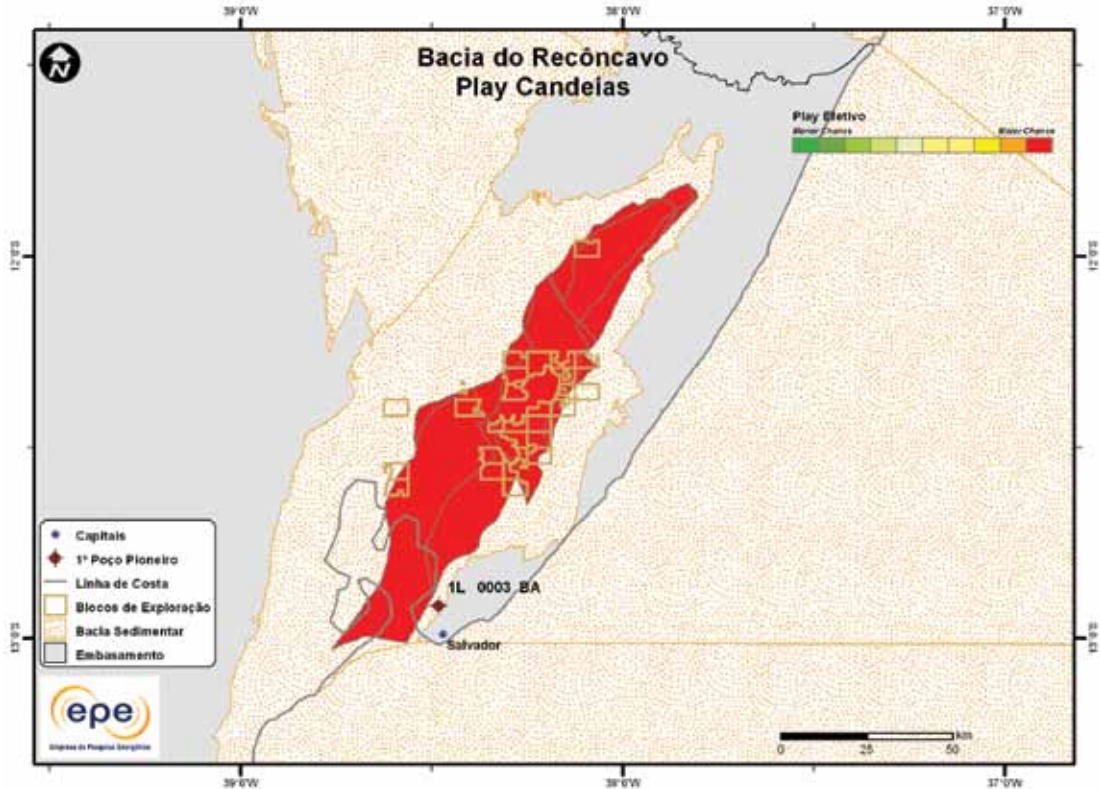 39°0'W
38°0'W
37°0'W
Bacia do Recôncavo
Play Candeias
Play Efetivo
Menor Chance
Maior Chance
12°0'S
12°0'S
Capitais
1º Poço Pioneiro
Linha de Costa
Blocos de Exploração
Bacia Sedimentar
Embasamento
1L 0003 BA
Salvador
13°0'S
13°0'S
epe
Empresa de Pesquisa Energética
km
0 25 50
39°0'W
38°0'W
37°0'W
N